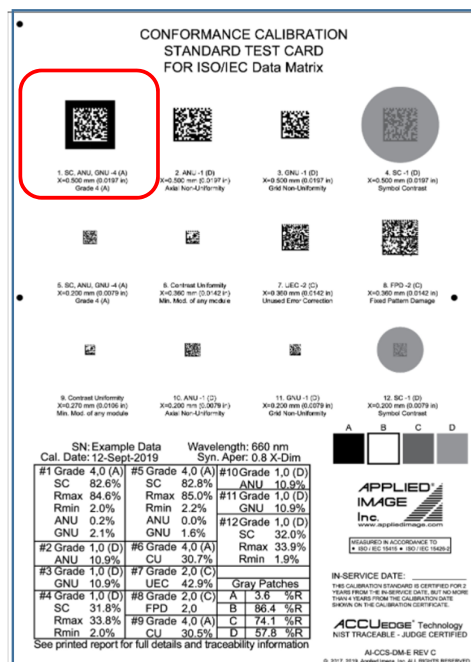 CONFORMANCE CALIBRATION
STANDARD TEST CARD
FOR ISO/IEC Data Matrix
1. SC, ANU, GNU -4 (A)
X=0.500 mm (0.0197 in)
Grade 4 (A)
2. ANU -1 (D)
X=0.500 mm (0.0197 in)
Axial Non-Uniformity
3. GNU -1 (D)
X=0.500 mm (0.0197 in)
Grid Non-Uniformity
4. SC -1 (D)
X=0.500 mm (0.0197 in)
Symbol Contrast
5. SC, ANU, GNU -4 (A)
X=0.200 mm (0.0079 in)
Grade 4 (A)
6. Contrast Uniformity
X=0.360 mm (0.0142 in)
Min. Mod. of any module
7. UEC -2 (C)
X=0.360 mm (0.0142 in)
Unused Error Correction
8. FPD -2 (C)
X=0.360 mm (0.0142 in)
Fixed Pattern Damage
9. Contrast Uniformity
X=0.270 mm (0.0106 in)
Min. Mod. of any module
10. ANU -1 (D)
X=0.200 mm (0.0079 in)
Axial Non-Uniformity
11. GNU -1 (D)
X=0.200 mm (0.0079 in)
Grid Non-Uniformity
12. SC -1 (D)
X=0.200 mm (0.0079 in)
Symbol Contrast
A B C D
SN: Example Data Wavelength: 660 nm
Cal. Date: 12-Sept-2019 Syn. Aper: 0.8 X-Dim
#1 Grade 4,0 (A)
SC 82.6%
Rmax 84.6%
Rmin 2.0%
ANU 0.2%
GNU 2.1%
#2 Grade 1,0 (D)
ANU 10.9%
#3 Grade 1,0 (D)
GNU 10.9%
#4 Grade 1,0 (D)
SC 31.8%
Rmax 33.8%
Rmin 2.0%
#5 Grade 4,0 (A)
SC 82.8%
Rmax 85.0%
Rmin 2.2%
ANU 0.0%
GNU 1.6%
#6 Grade 4,0 (A)
CU 30.7%
#7 Grade 2,0 (C)
UEC 42.9%
#8 Grade 2,0 (C)
FPD 2,0
#9 Grade 4,0 (A)
CU 30.5%
#10 Grade 1,0 (D)
ANU 10.9%
#11 Grade 1,0 (D)
GNU 10.9%
#12 Grade 1,0 (D)
SC 32.0%
Rmax 33.9%
Rmin 1.9%
Gray Patches
A 3.6 %R
B 86.4 %R
C 74.1 %R
D 57.8 %R
See printed report for full details and traceability information
APPLIED®
IMAGE
Inc.
www.appliedimage.com
MEASURED IN ACCORDANCE TO
• ISO / IEC 15415 • ISO / IEC 15426-2
IN-SERVICE DATE:
THIS CALIBRATION STANDARD IS CERTIFIED FOR 2
YEARS FROM THE IN-SERVICE DATE, BUT NO MORE
THAN 4 YEARS FROM THE CALIBRATION DATE
SHOWN ON THE CALIBRATION CERTIFICATE.
ACCUEDGE® Technology
NIST TRACEABLE - JUDGE CERTIFIED
AI-CCS-DM-E REV C
© 2017, 2019 Applied Image, Inc. ALL RIGHTS RESERVED